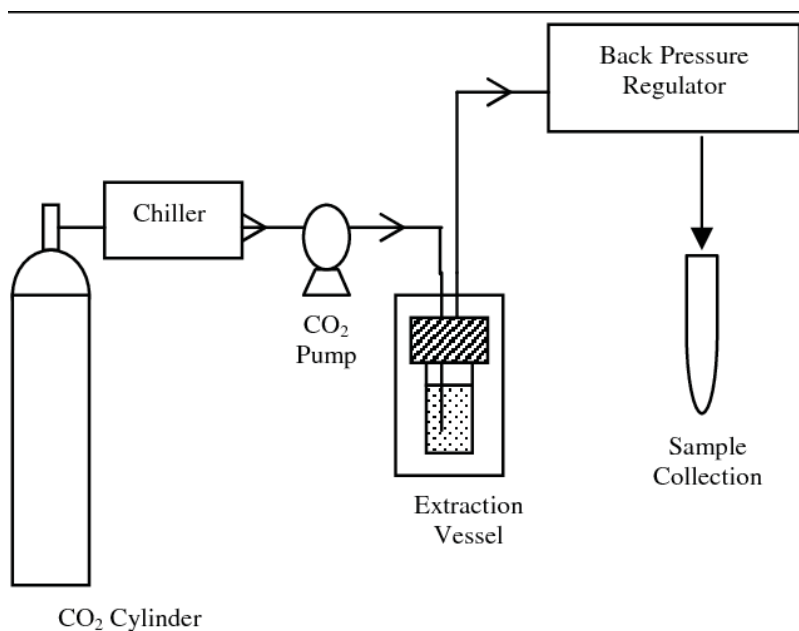 Back Pressure
Regulator
Chiller
CO₂
Pump
Extraction
Vessel
Sample
Collection
CO₂ Cylinder